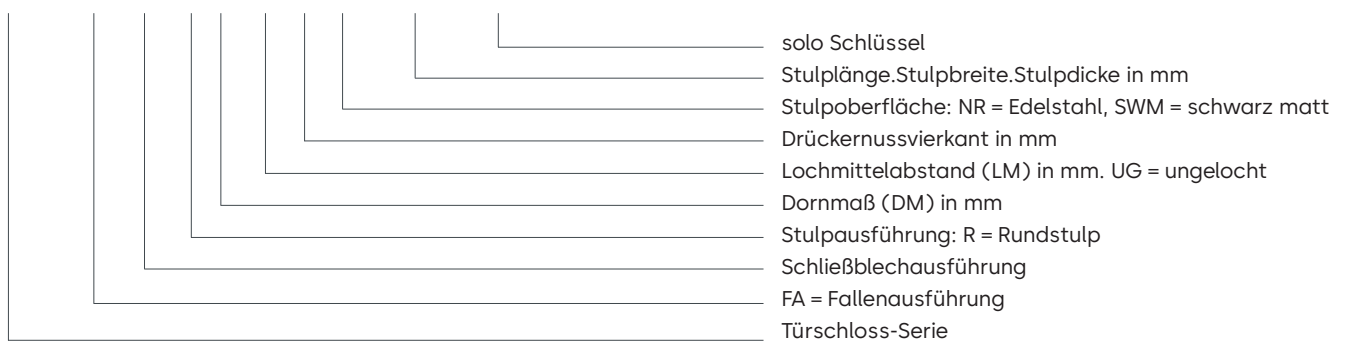 solo Schlüssel
Stulplänge.Stulpbreite.Stulpdicke in mm
Stulpoberfläche: NR = Edelstahl, SWM = schwarz matt
Drückernussvierkant in mm
Lochmittelabstand (LM) in mm. UG = ungelocht
Dornmaß (DM) in mm
Stulpausführung: R = Rundstulp
Schließblechausführung
FA = Fallenausführung
Türschloss-Serie